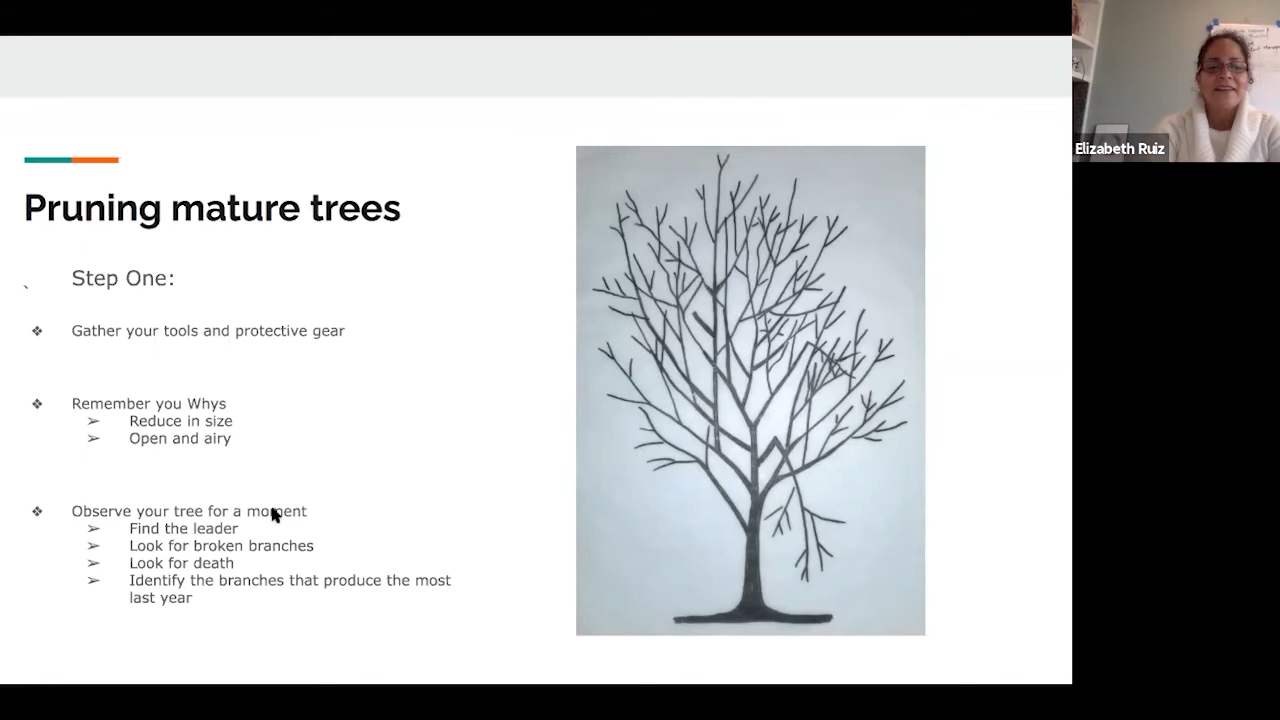 Pruning mature trees
` Step One:
❖ Gather your tools and protective gear
❖ Remember you Whys
➢ Reduce in size
➢ Open and airy
❖ Observe your tree for a moment
➢ Find the leader
➢ Look for broken branches
➢ Look for death
➢ Identify the branches that produce the most
last year
Elizabeth Ruiz